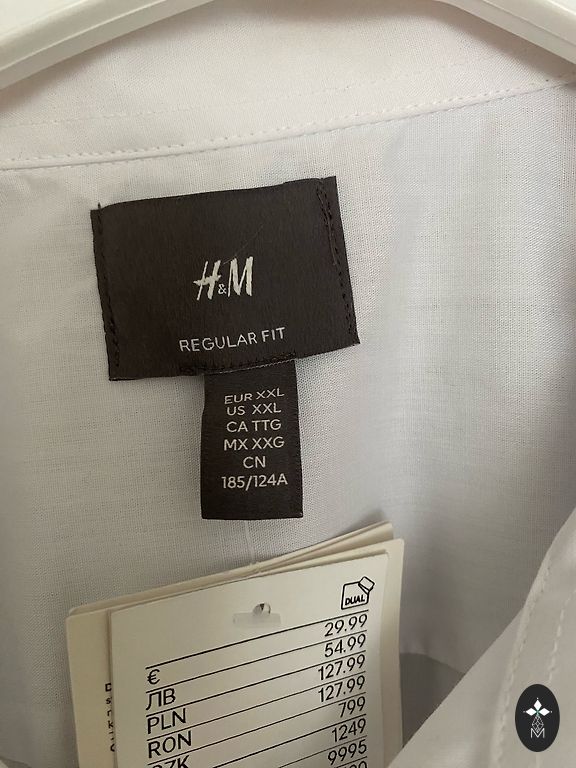 H&M
REGULAR FIT
EUR XXL
US XXL
CA TTG
MX XXG
CN
185/124A
DUAL
€ 29.99
ЛВ 54.99
PLN 127.99
RON 127.99
799
1249
9995
M